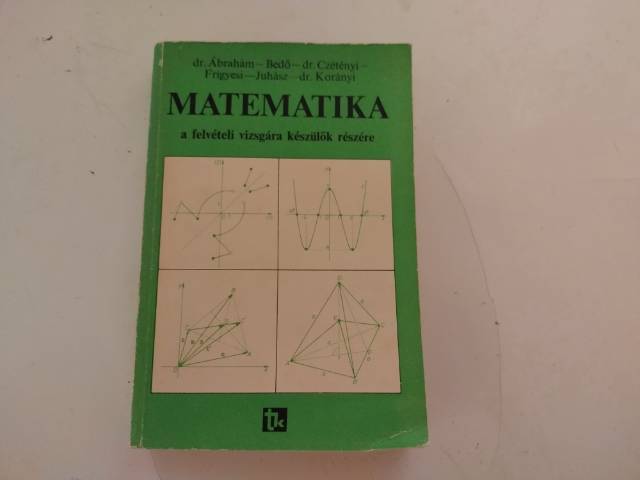 dr. Ábrahám – Bedő – dr. Czétényi –
Frigyesi – Juhász – dr. Korányi
MATEMATIKA
a felvételi vizsgára készülők részére
tk